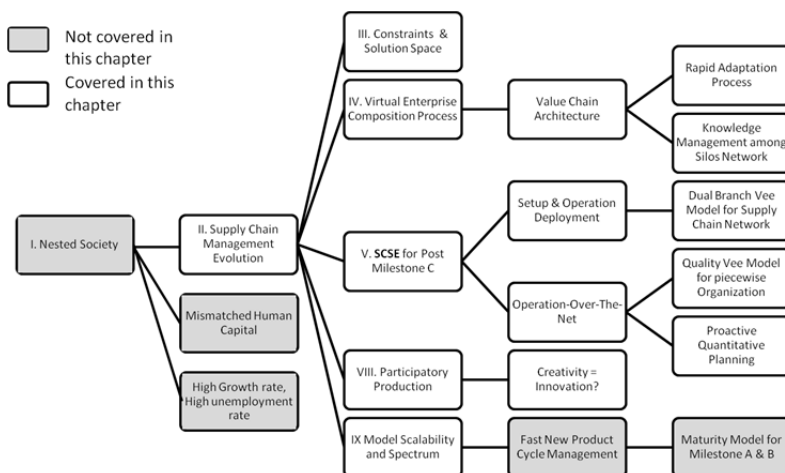 Not covered in
this chapter
Covered in this
chapter
I. Nested Society
II. Supply Chain
Management
Evolution
Mismatched Human
Capital
High Growth rate,
High unemployment
rate
III. Constraints &
Solution Space
IV. Virtual Enterprise
Composition Process
V. SCSE for Post
Milestone C
VIII. Participatory
Production
IX Model Scalability
and Spectrum
Value Chain
Architecture
Setup & Operation
Deployment
Operation-Over-The-
Net
Creativity =
Innovation?
Fast New Product
Cycle Management
Rapid Adaptation
Process
Knowledge
Management among
Silos Network
Dual Branch Vee
Model for Supply
Chain Network
Quality Vee Model
for piecewise
Organization
Proactive
Quantitative
Planning
Maturity Model for
Milestone A & B